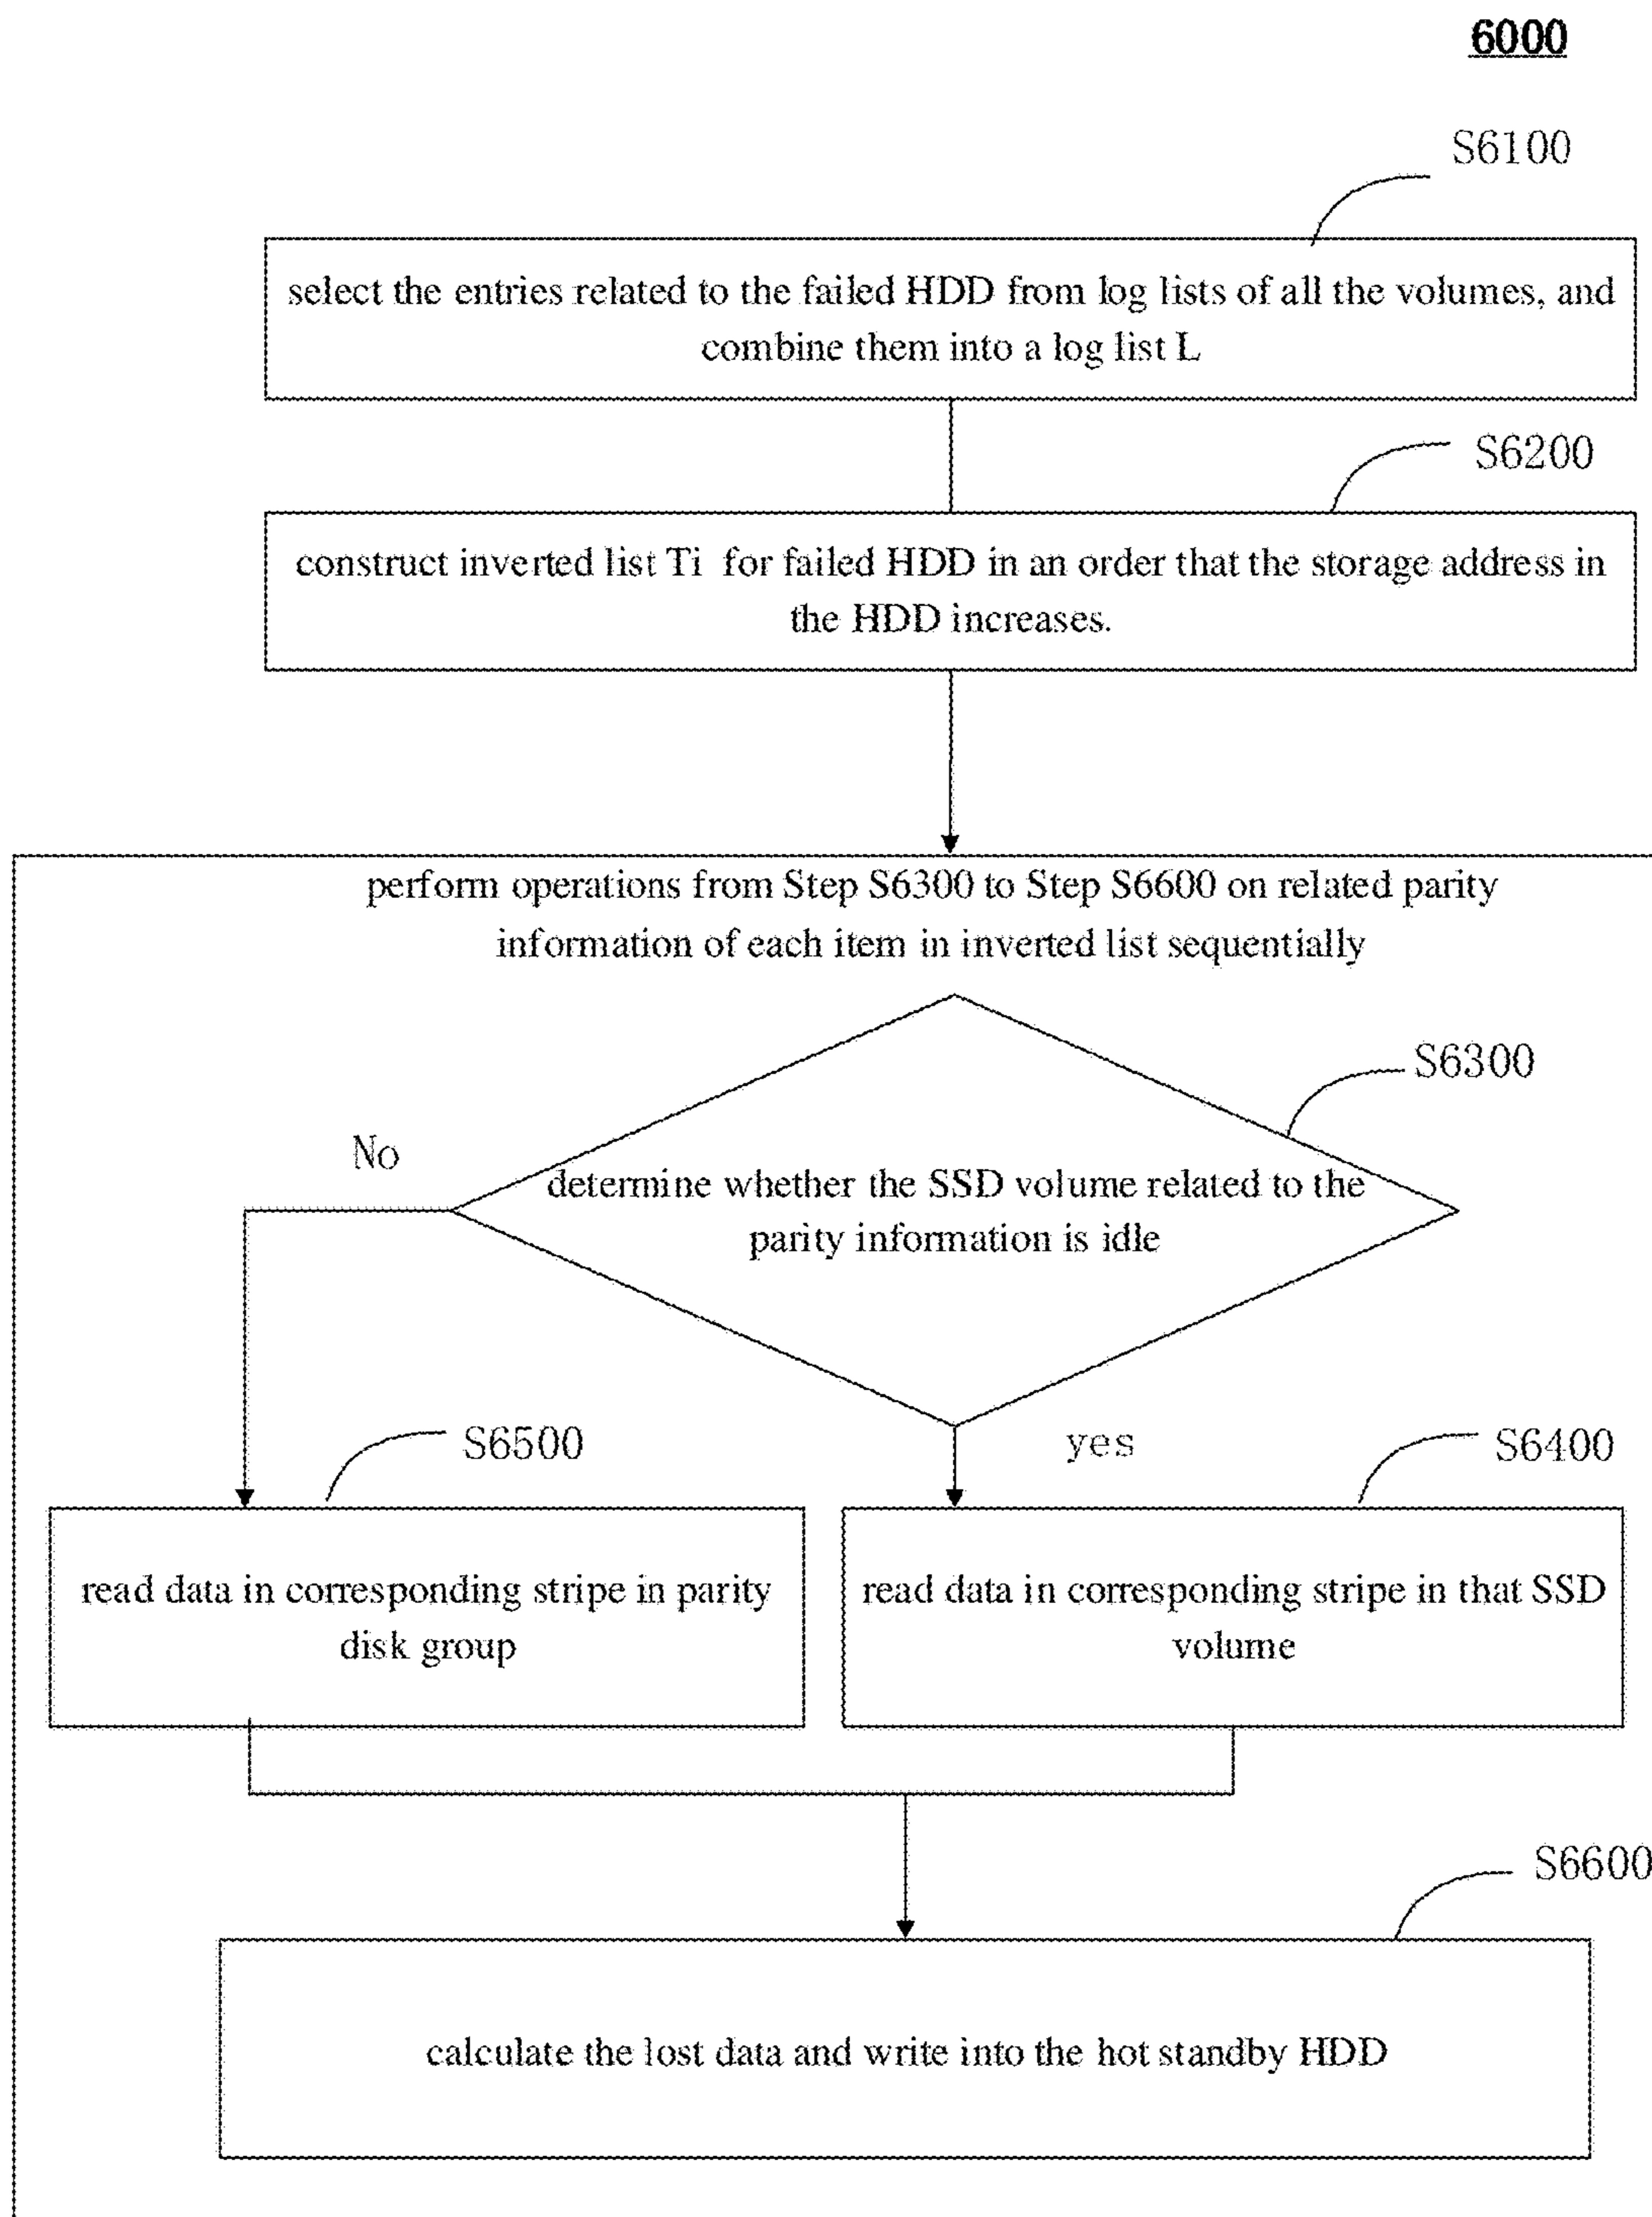 6000
S6100
select the entries related to the failed HDD from log lists of all the volumes, and
combine them into a log list L
S6200
construct inverted list Ti for failed HDD in an order that the storage address in
the HDD increases.
perform operations from Step S6300 to Step S6600 on related parity
information of each item in inverted list sequentially
S6300
No
determine whether the SSD volume related to the
parity information is idle
S6500
yes
S6400
read data in corresponding stripe in parity
disk group
read data in corresponding stripe in that SSD
volume
S6600
calculate the lost data and write into the hot standby HDD